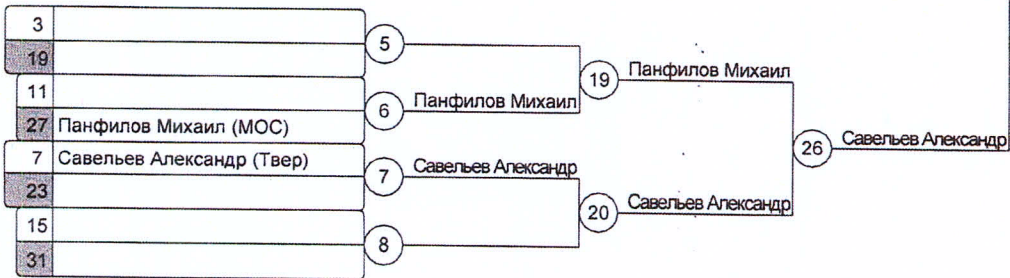 3
19
5
11
27 Панфилов Михаил (МОС)
6 Панфилов Михаил
19 Панфилов Михаил
7 Савельев Александр (Твер)
23
7 Савельев Александр
15
31
8
20 Савельев Александр
26 Савельев Александр